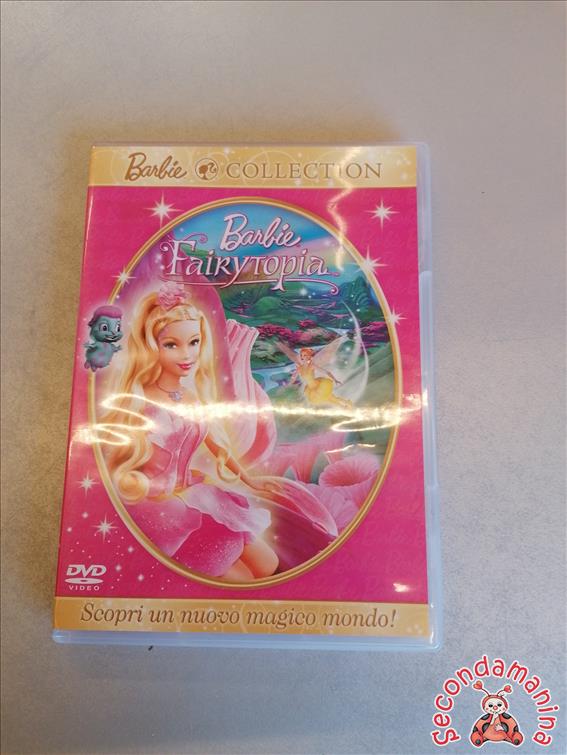 Barbie COLLECTION
Barbie
FAIRYTOPIA
DVD
VIDEO
Scopri un nuovo magico mondo!
secondamanina